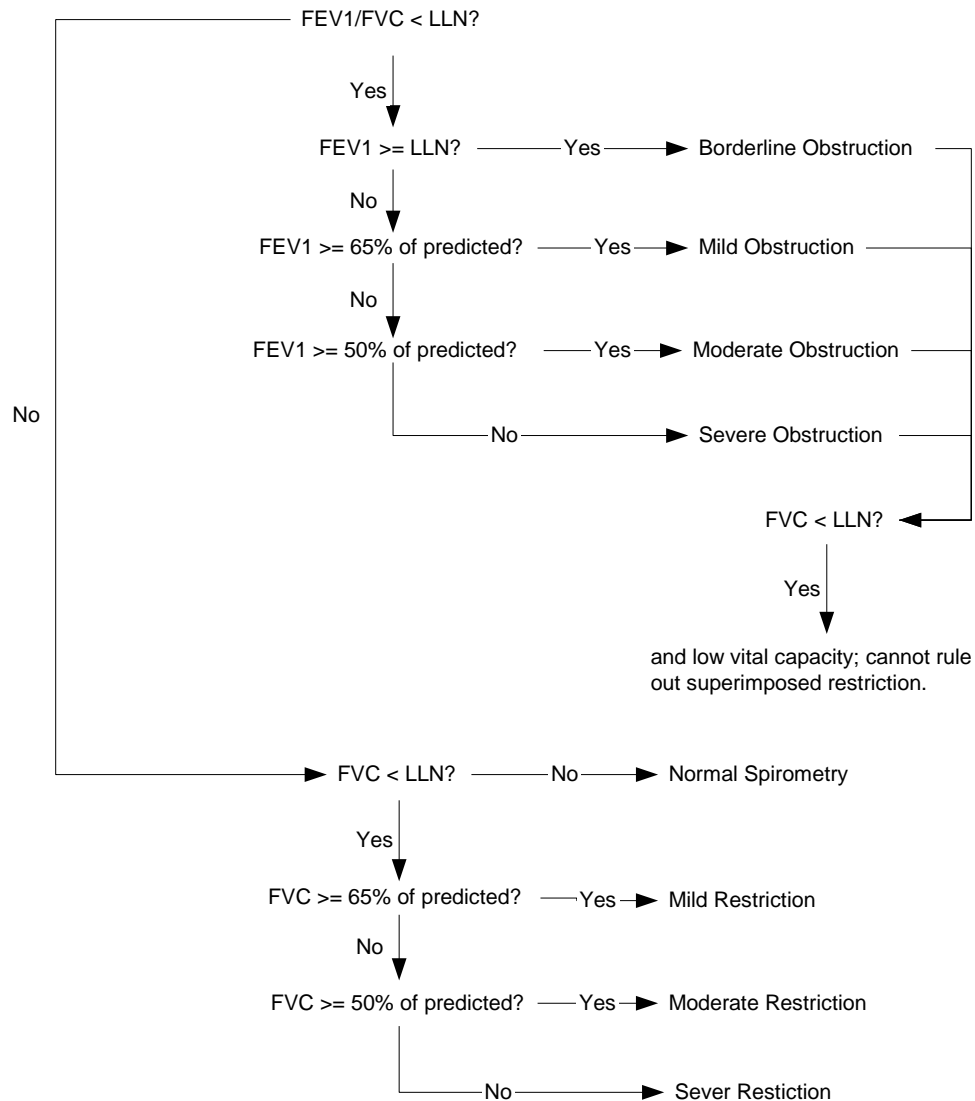 FEV1/FVC < LLN?
Yes
FEV1 >= LLN?
Yes
Borderline Obstruction
No
FEV1 >= 65% of predicted?
Yes
Mild Obstruction
No
FEV1 >= 50% of predicted?
Yes
Moderate Obstruction
No
No
Severe Obstruction
FVC < LLN?
Yes
and low vital capacity; cannot rule
out superimposed restriction.
FVC < LLN?
No
Normal Spirometry
Yes
FVC >= 65% of predicted?
Yes
Mild Restriction
No
FVC >= 50% of predicted?
Yes
Moderate Restriction
No
Sever Restiction